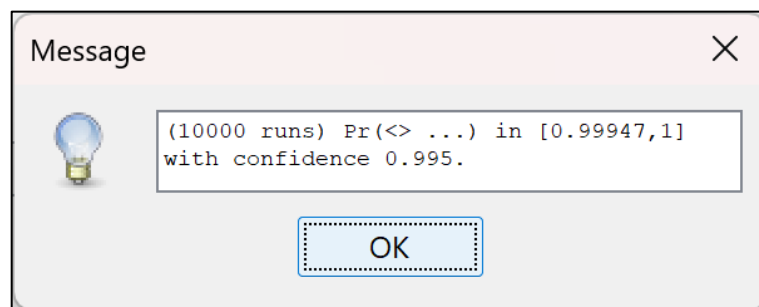 Message
(10000 runs) Pr(<> ...) in [0.99947,1]
with confidence 0.995.
OK